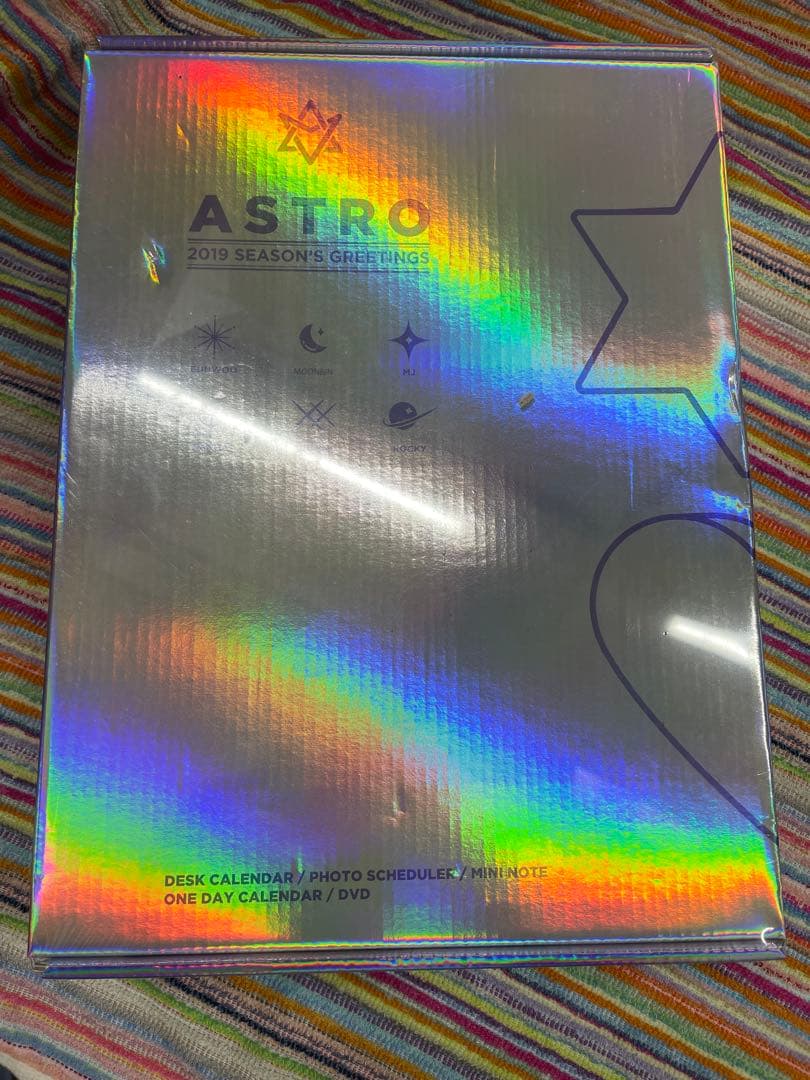 ASTRO
2019 SEASON'S GREETINGS
EUNWOO MOONBIN MJ
ROCKY
DESK CALENDAR / PHOTO SCHEDULER / MINI NOTE
ONE DAY CALENDAR / DVD